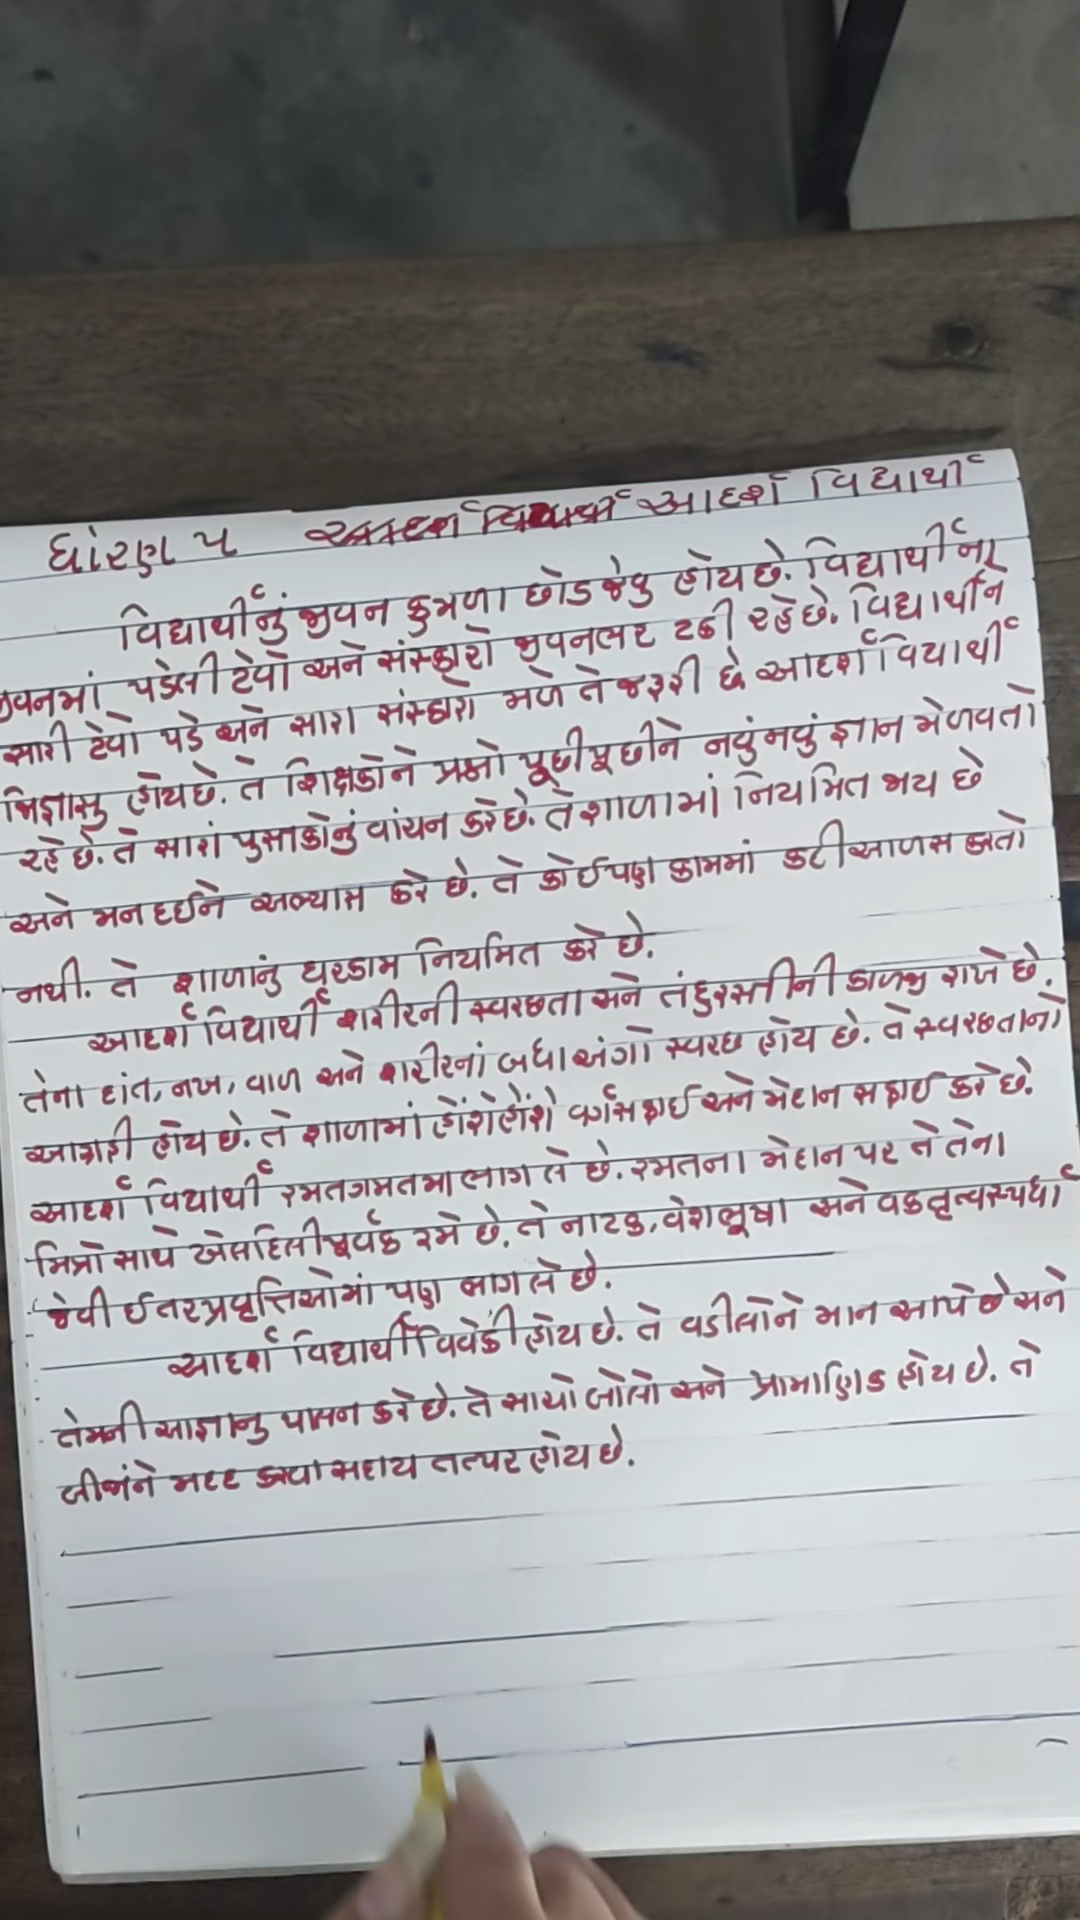 ધોરણ ૫ આદર્શ વિદ્યાર્થી આદર્શ વિદ્યાર્થી
વિદ્યાર્થીનું જીવન કુમળા છોડ જેવુ હોય છે. વિદ્યાર્થીના
જીવનમાં પડેલી ટેવો અને સંસ્કારો જીવનભર ટકી રહે છે. વિદ્યાર્થીને
સારી ટેવો પડે અને સારા સંસ્કારો મળે તે જરૂરી છે આદર્શ વિદ્યાર્થી
જિજ્ઞાસુ હોય છે. તે શિક્ષકોને પ્રશ્નો પૂછીપૂછીને નવુંનવું જ્ઞાન મેળવતો
રહે છે. તે સારાં પુસ્તકોનું વાંચન કરે છે. તે શાળામાં નિયમિત જાય છે
અને મન દઈને અભ્યાસ કરે છે. તે કોઈપણ કામમાં કદી આળસ કરતો
નથી. તે શાળાનું ઘરકામ નિયમિત કરે છે.
આદર્શ વિદ્યાર્થી શરીરની સ્વચ્છતા અને તંદુરસ્તીની કાળજી રાખે છે.
તેના દાંત, નખ, વાળ અને શરીરનાં બધા અંગો સ્વચ્છ હોય છે. તે સ્વચ્છતાનો
આગ્રહી હોય છે. તે શાળામાં હોંશેહોંશે વર્ગસફાઈ અને મેદાન સફાઈ કરે છે.
આદર્શ વિદ્યાર્થી રમતગમતમા ભાગ લે છે. રમતના મેદાન પર તે તેના
મિત્રો સાથે ખેલદિલીપૂર્વક રમે છે. તે નાટક, વેશભૂષા અને વકતૃત્વસ્પર્ધા
જેવી ઈતરપ્રવૃત્તિઓમાં પણ ભાગ લે છે.
આદર્શ વિદ્યાર્થી વિવેકી હોય છે. તે વડીલોને માન આપે છે અને
તેમની આજ્ઞાનુ પાલન કરે છે. તે સાચો બોલો અને પ્રામાણિક હોય છે. તે
બીજાંને મદદ કરવા સદાય તત્પર હોય છે.